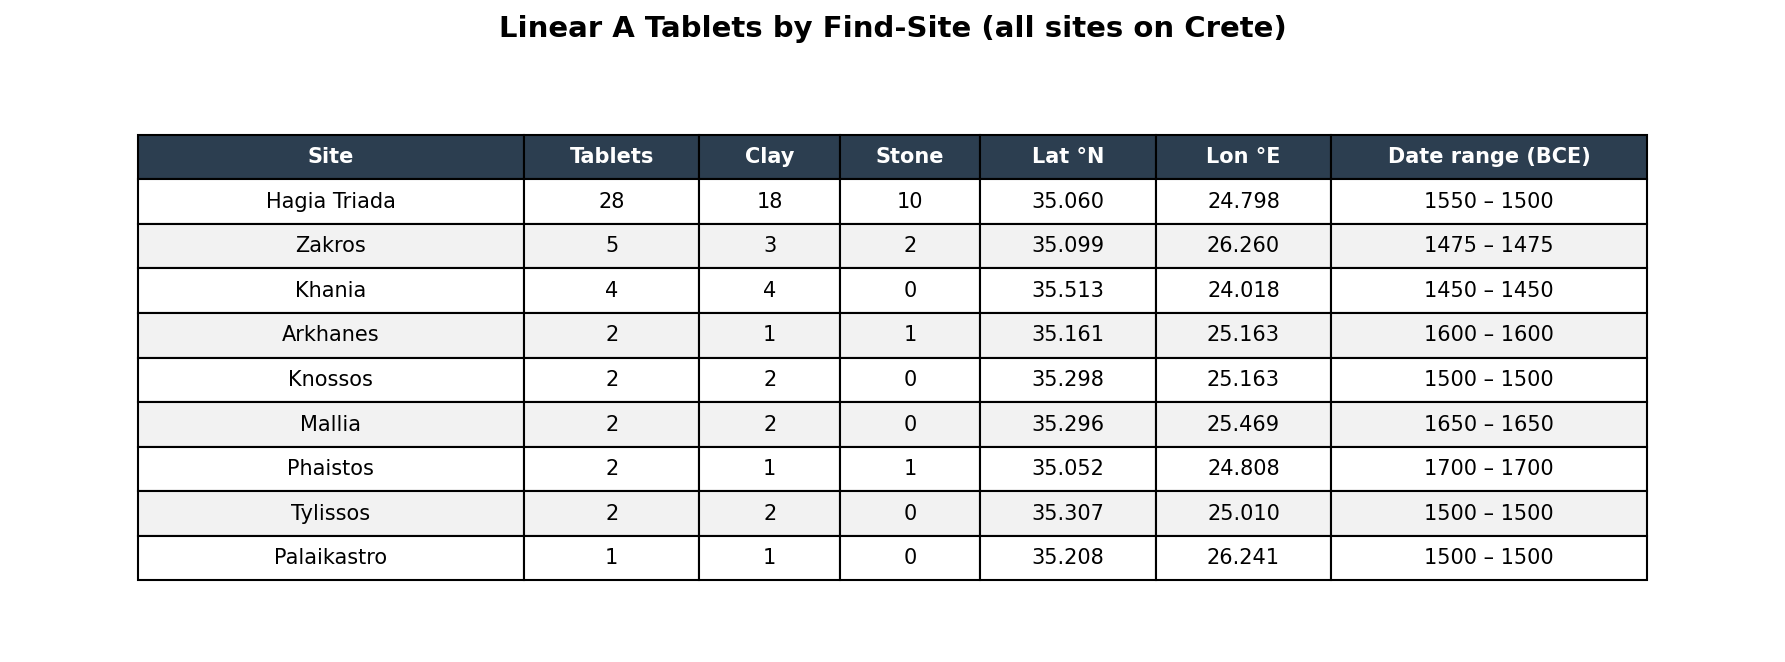 Linear A Tablets by Find-Site (all sites on Crete)
Site Tablets Clay Stone Lat °N Lon °E Date range (BCE)
Hagia Triada 28 18 10 35.060 24.798 1550 – 1500
Zakros 5 3 2 35.099 26.260 1475 – 1475
Khania 4 4 0 35.513 24.018 1450 – 1450
Arkhanes 2 1 1 35.161 25.163 1600 – 1600
Knossos 2 2 0 35.298 25.163 1500 – 1500
Mallia 2 2 0 35.296 25.469 1650 – 1650
Phaistos 2 1 1 35.052 24.808 1700 – 1700
Tylissos 2 2 0 35.307 25.010 1500 – 1500
Palaikastro 1 1 0 35.208 26.241 1500 – 1500